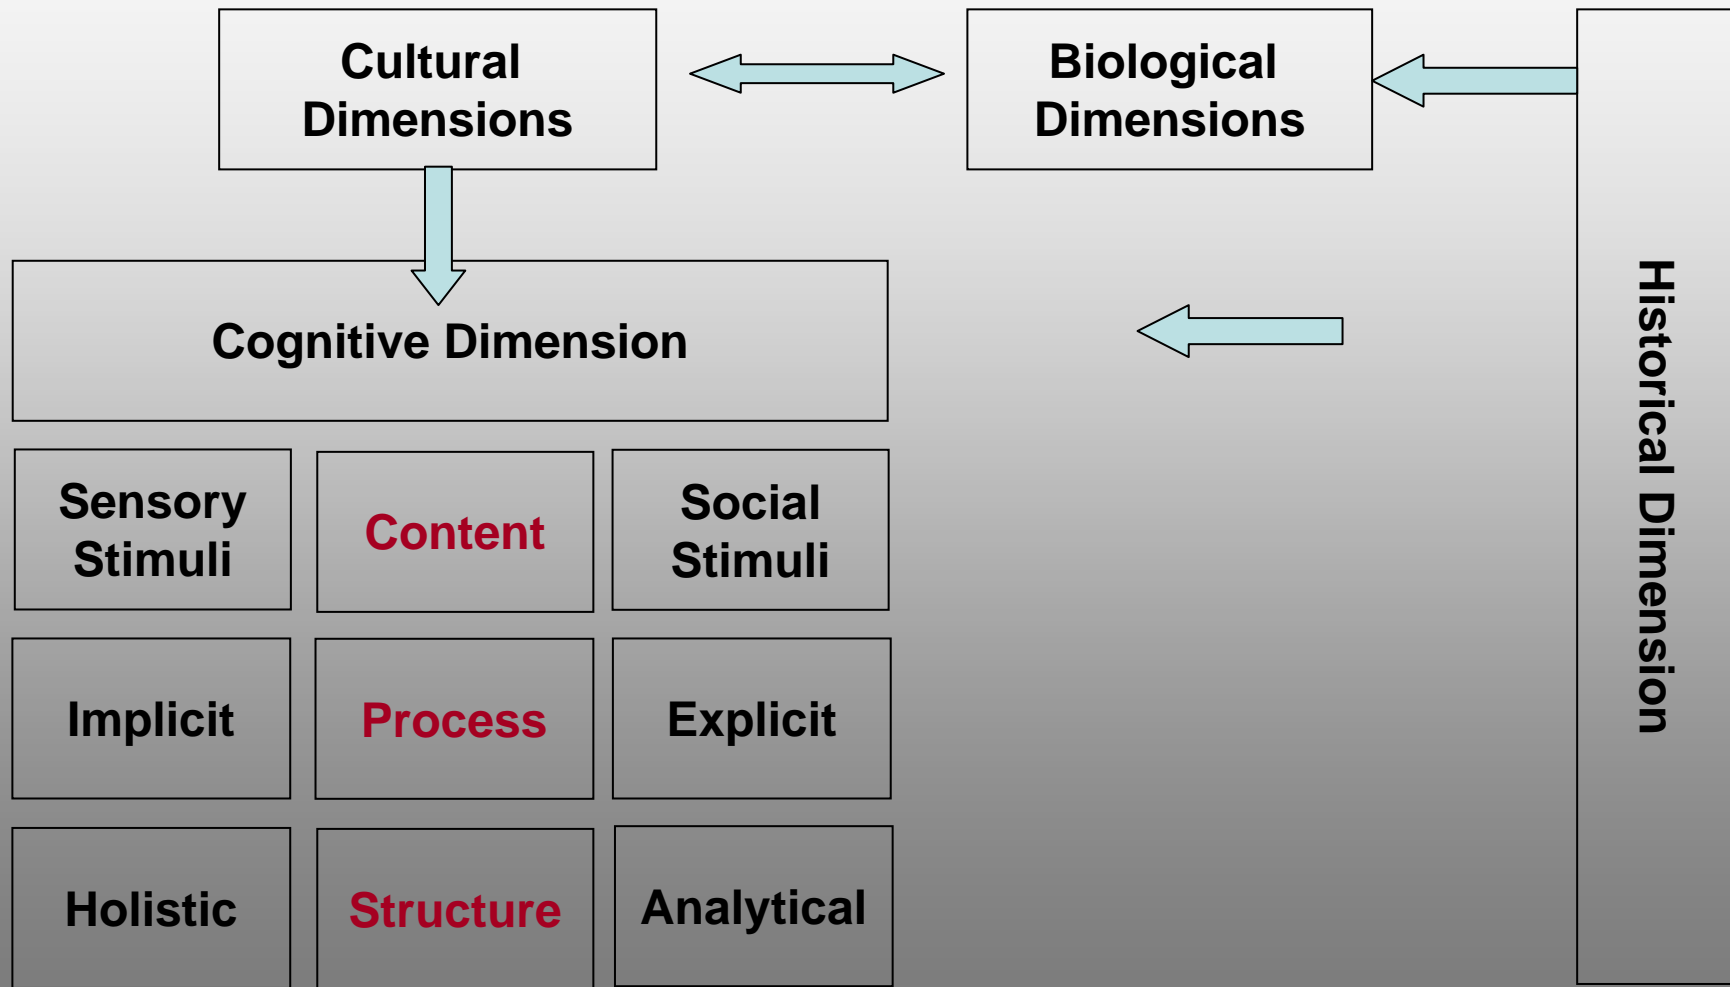 Cultural
Dimensions
Biological
Dimensions
Historical Dimension
Cognitive Dimension
Sensory
Stimuli
Content
Social
Stimuli
Implicit
Process
Explicit
Holistic
Structure
Analytical